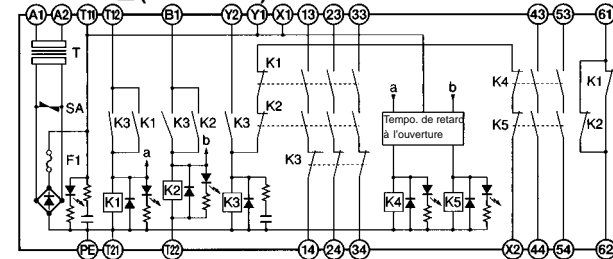 A1 A2 T11 T12 B1 Y2 Y1 X1 13 23 33 43 53 61
T
K1
a b
K4 K1
SA
K3 K1 K3 K2 K3 K2
Tempo. de retard
à l'ouverture
K5 K2
F1
a b
K3
K1 K2 K3 K4 K5
PE T21 T22 14 24 34 X2 44 54 62